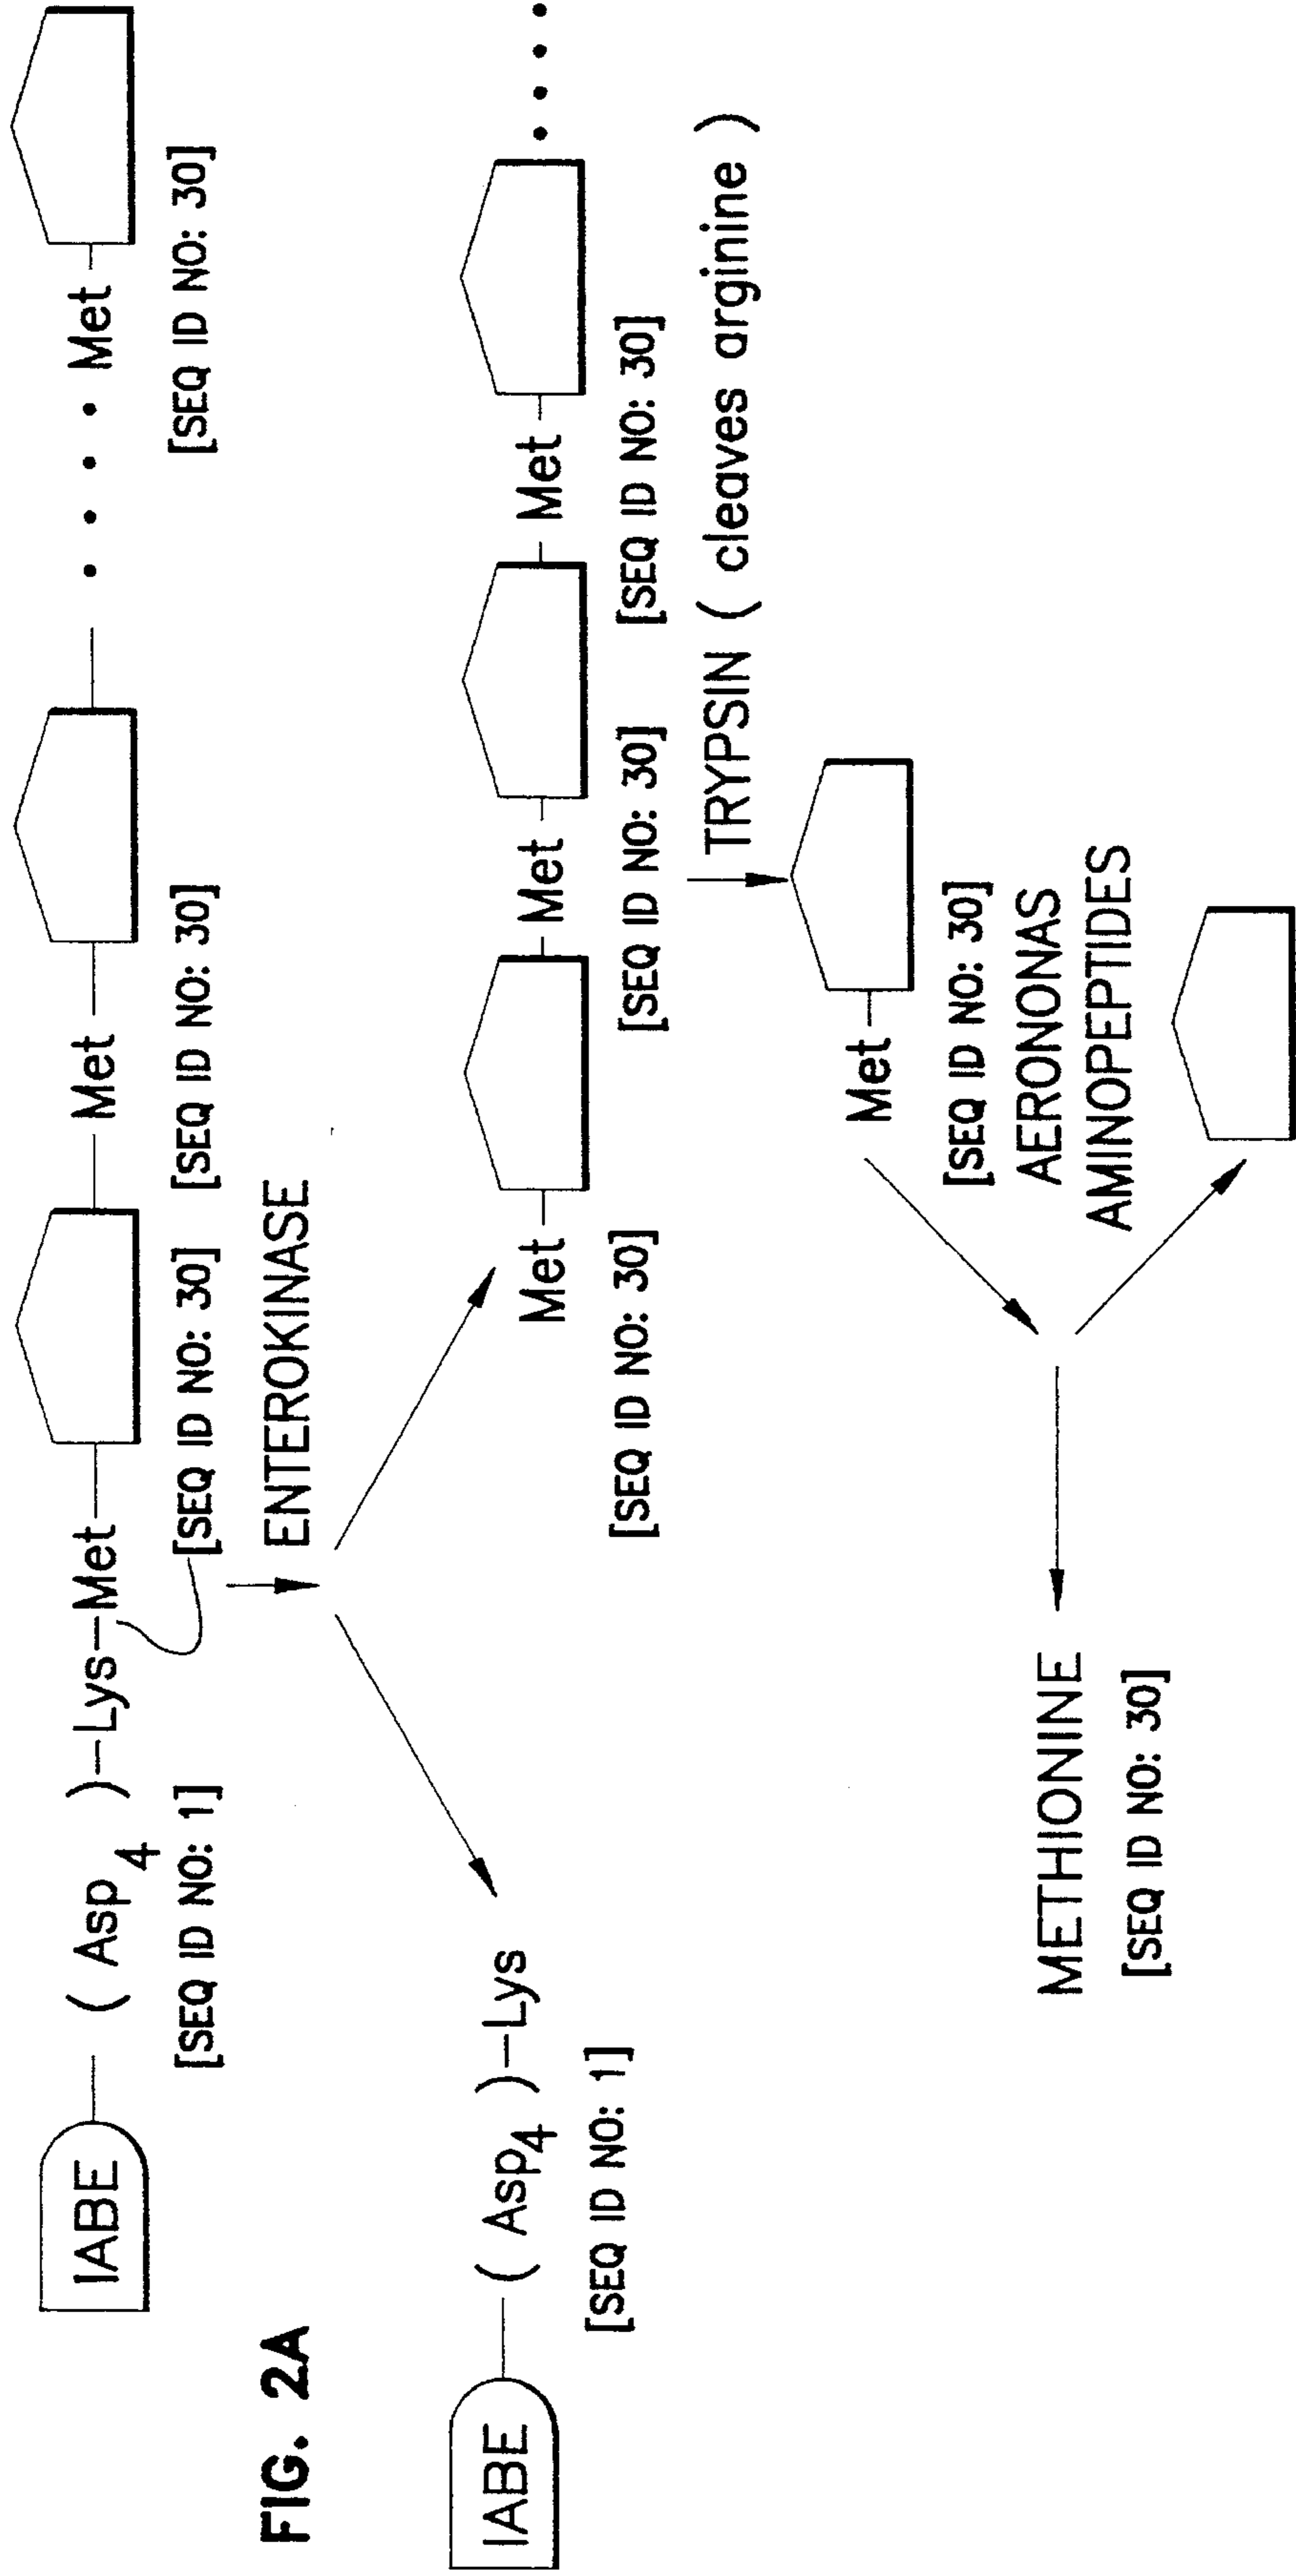 IABE
( Asp 4 )-Lys-Met
Met
Met
[SEQ ID NO: 1]
[SEQ ID NO: 30]
[SEQ ID NO: 30]
[SEQ ID NO: 30]
FIG. 2A
ENTEROKINASE
IABE
( Asp4 )-Lys
Met
Met
Met
[SEQ ID NO: 1]
[SEQ ID NO: 30]
[SEQ ID NO: 30]
[SEQ ID NO: 30]
TRYPSIN ( cleaves arginine )
Met
[SEQ ID NO: 30]
AERONONAS
AMINOPEPTIDES
METHIONINE
[SEQ ID NO: 30]